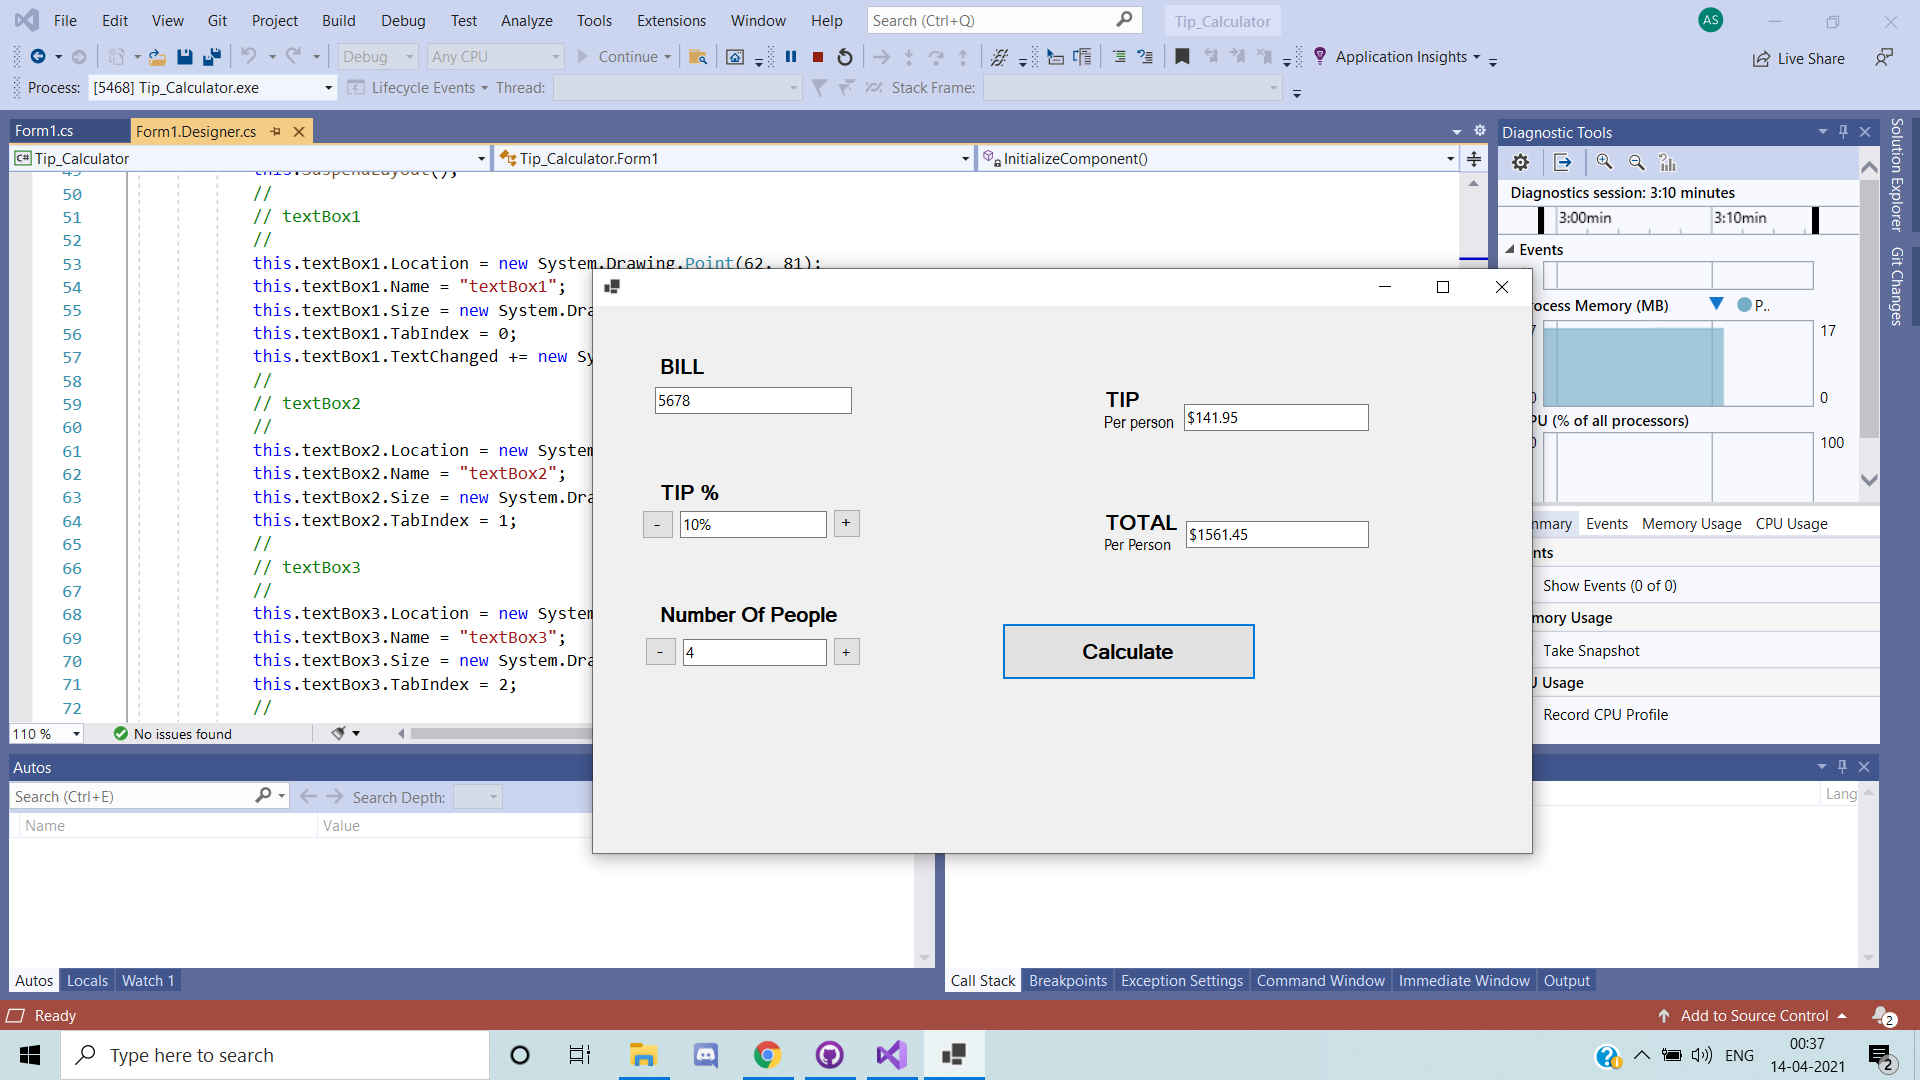 File Edit View Git Project Build Debug Test Analyze Tools Extensions Window Help Search (Ctrl+Q) Tip_Calculator AS
Debug Any CPU Continue Application Insights Live Share
Process: [5468] Tip_Calculator.exe Lifecycle Events Thread: Stack Frame:
Form1.cs Form1.Designer.cs
C# Tip_Calculator Tip_Calculator.Form1 InitializeComponent()
49 this.SuspendLayout();
50 //
51 // textBox1
52 //
53 this.textBox1.Location = new System.Drawing.Point(62, 81);
54 this.textBox1.Name = "textBox1";
55 this.textBox1.Size = new System.Dra
56 this.textBox1.TabIndex = 0;
57 this.textBox1.TextChanged += new Sy
58 //
59 // textBox2
60 //
61 this.textBox2.Location = new System
62 this.textBox2.Name = "textBox2";
63 this.textBox2.Size = new System.Dra
64 this.textBox2.TabIndex = 1;
65 //
66 // textBox3
67 //
68 this.textBox3.Location = new System
69 this.textBox3.Name = "textBox3";
70 this.textBox3.Size = new System.Dra
71 this.textBox3.TabIndex = 2;
72 //
110 % No issues found
BILL
5678
TIP %
- 10% +
Number Of People
- 4 +
TIP
Per person $141.95
TOTAL
Per Person $1561.45
Calculate
Diagnostic Tools
Diagnostics session: 3:10 minutes
3:00min 3:10min
Events
ocess Memory (MB) P..
7 17
0 0
PU (% of all processors)
0 100
nmary Events Memory Usage CPU Usage
nts
Show Events (0 of 0)
mory Usage
Take Snapshot
U Usage
Record CPU Profile
Solution Explorer
Git Changes
Autos
Search (Ctrl+E) Search Depth:
Name Value
Lang
Autos Locals Watch 1
Call Stack Breakpoints Exception Settings Command Window Immediate Window Output
Ready Add to Source Control 2
Type here to search
ENG 00:37
14-04-2021
2